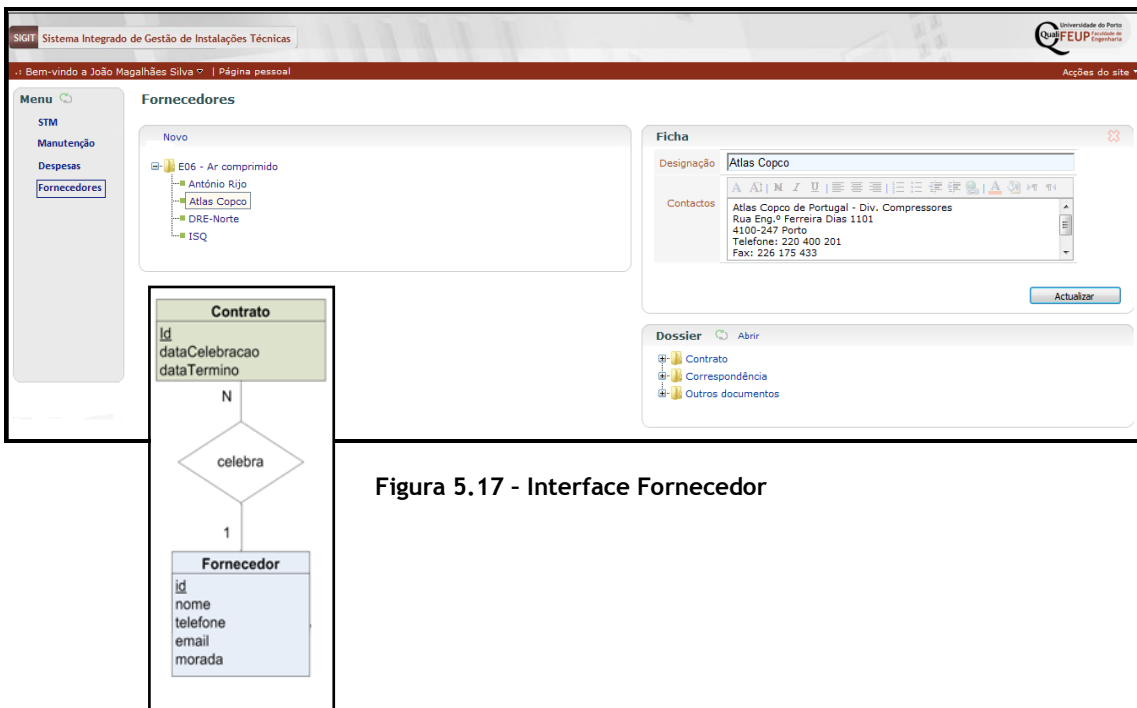 SIGIT Sistema Integrado de Gestão de Instalações Técnicas
Universidade do Porto
QualiFEUP Faculdade de Engenharia
.: Bem-vindo a João Magalhães Silva | Página pessoal
Acções do site
Menu
STM
Manutenção
Despesas
Fornecedores
Fornecedores
Novo
E06 - Ar comprimido
António Rijo
Atlas Copco
DRE-Norte
ISQ
Ficha
Designação
Atlas Copco
Contactos
Atlas Copco de Portugal - Div. Compressores
Rua Eng.º Ferreira Dias 1101
4100-247 Porto
Telefone: 220 400 201
Fax: 226 175 433
Actualizar
Dossier Abrir
Contrato
Correspondência
Outros documentos
Contrato
Id
dataCelebracao
dataTermino
N
celebra
1
Fornecedor
id
nome
telefone
email
morada
Figura 5.17 – Interface Fornecedor